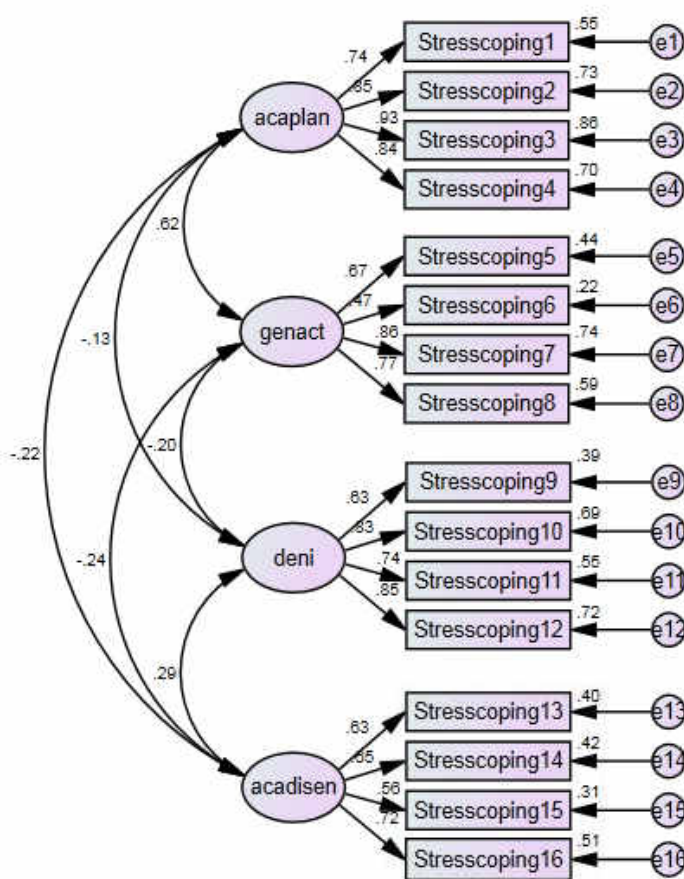 .55
Stresscoping1
e1
.74
.73
Stresscoping2
e2
.85
acaplan
.86
Stresscoping3
e3
.93
.84
.70
Stresscoping4
e4
.62
.44
Stresscoping5
e5
.67
.22
Stresscoping6
e6
.47
genact
.74
Stresscoping7
e7
.86
.77
.59
Stresscoping8
e8
-.13
-.20
-.22
.39
Stresscoping9
e9
.63
.69
Stresscoping10
e10
.83
deni
.55
Stresscoping11
e11
.74
.85
.72
Stresscoping12
e12
-.24
.29
.40
Stresscoping13
e13
.63
.42
Stresscoping14
e14
.65
acadisen
.31
Stresscoping15
e15
.56
.72
.51
Stresscoping16
e16